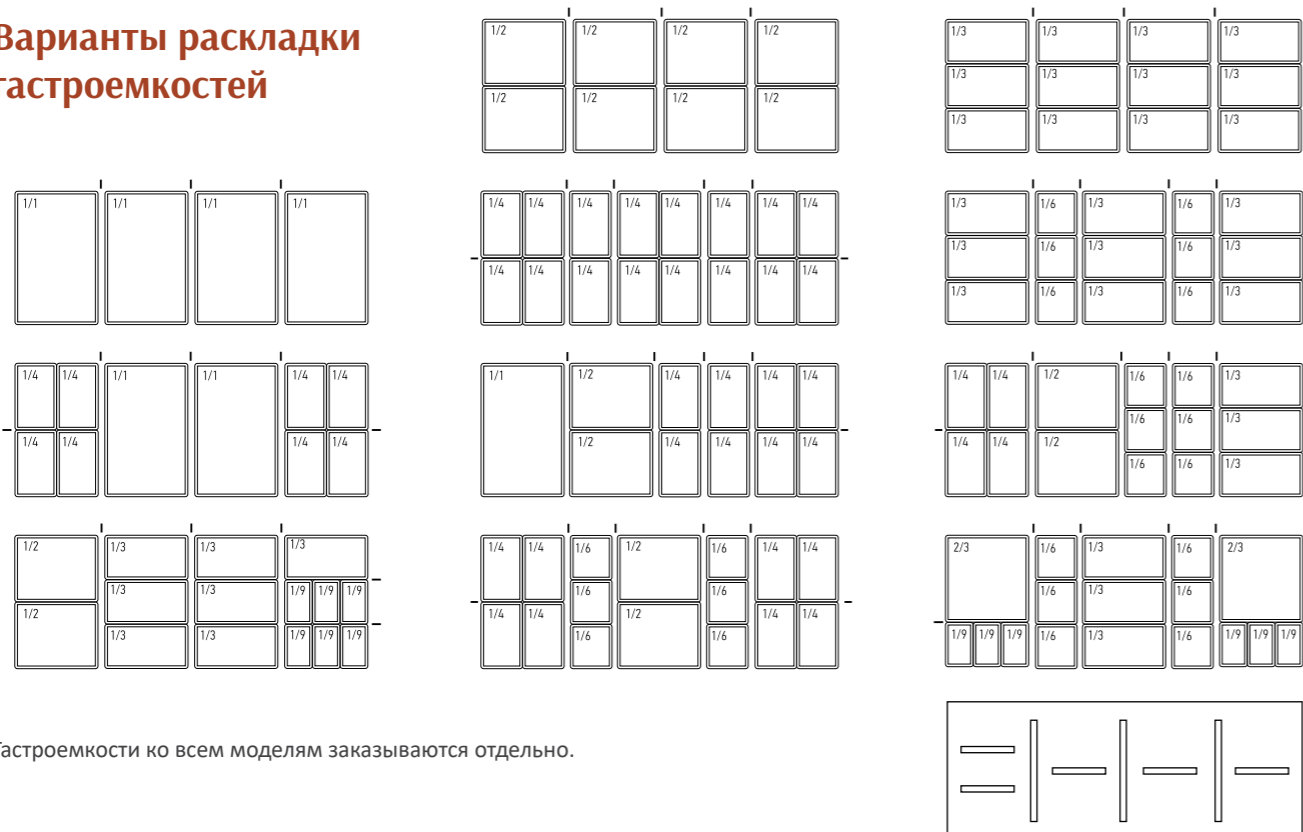 Варианты раскладки
гастроемкостей
1/2 1/2 1/2 1/2
1/2 1/2 1/2 1/2
1/3 1/3 1/3 1/3
1/3 1/3 1/3 1/3
1/3 1/3 1/3 1/3
1/1 1/1 1/1 1/1
1/4 1/4 1/4 1/4 1/4 1/4 1/4 1/4
1/4 1/4 1/4 1/4 1/4 1/4 1/4 1/4
1/3 1/6 1/3 1/6 1/3
1/3 1/6 1/3 1/6 1/3
1/3 1/6 1/3 1/6 1/3
1/4 1/4 1/1 1/1 1/4 1/4
1/4 1/4 1/4 1/4
1/1 1/2 1/4 1/4 1/4 1/4
1/2 1/4 1/4 1/4 1/4
1/4 1/4 1/2 1/6 1/6 1/3
1/6 1/6 1/3
1/4 1/4 1/2
1/6 1/6 1/3
1/2 1/3 1/3 1/3
1/3 1/3 1/9 1/9 1/9
1/2
1/3 1/3 1/9 1/9 1/9
1/4 1/4 1/6 1/2 1/6 1/4 1/4
1/6 1/6
1/4 1/4 1/2 1/4 1/4
1/6 1/6
2/3 1/6 1/3 1/6 2/3
1/6 1/3 1/6
1/9 1/9 1/9 1/6 1/3 1/6 1/9 1/9 1/9
Гастроемкости ко всем моделям заказываются отдельно.